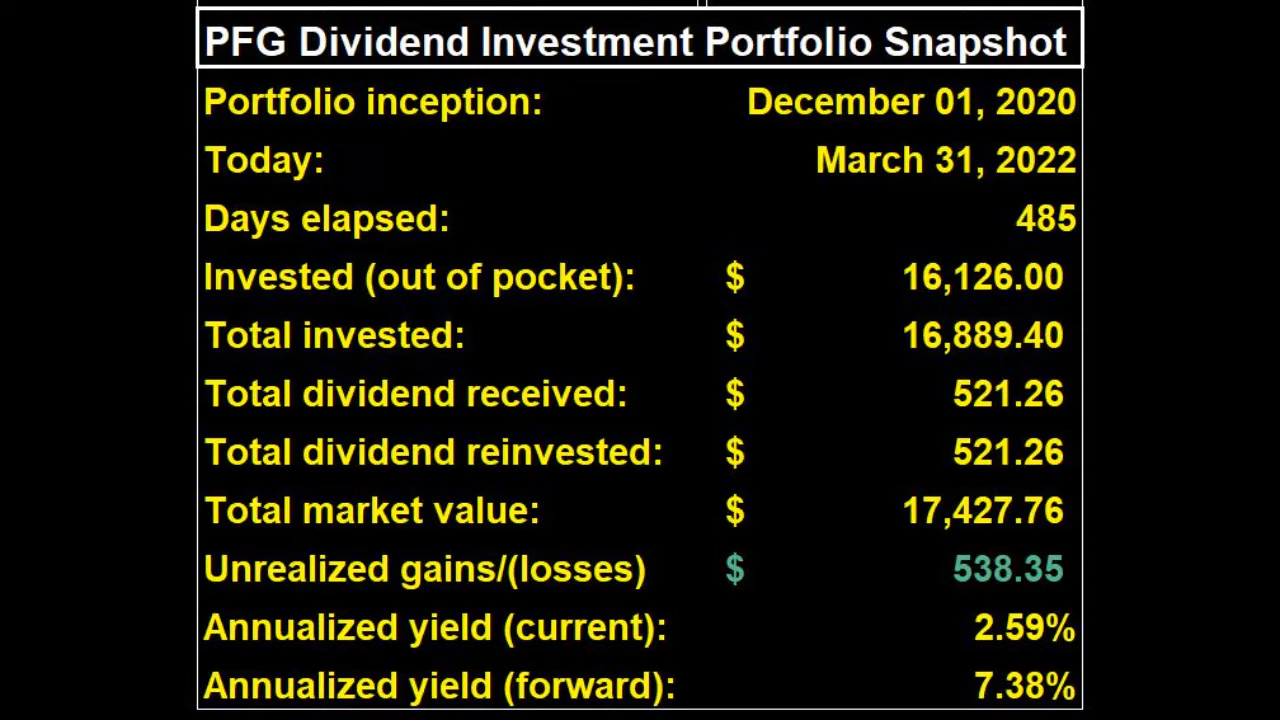 PFG Dividend Investment Portfolio Snapshot
Portfolio inception: December 01, 2020
Today: March 31, 2022
Days elapsed: 485
Invested (out of pocket): $ 16,126.00
Total invested: $ 16,889.40
Total dividend received: $ 521.26
Total dividend reinvested: $ 521.26
Total market value: $ 17,427.76
Unrealized gains/(losses) $ 538.35
Annualized yield (current): 2.59%
Annualized yield (forward): 7.38%